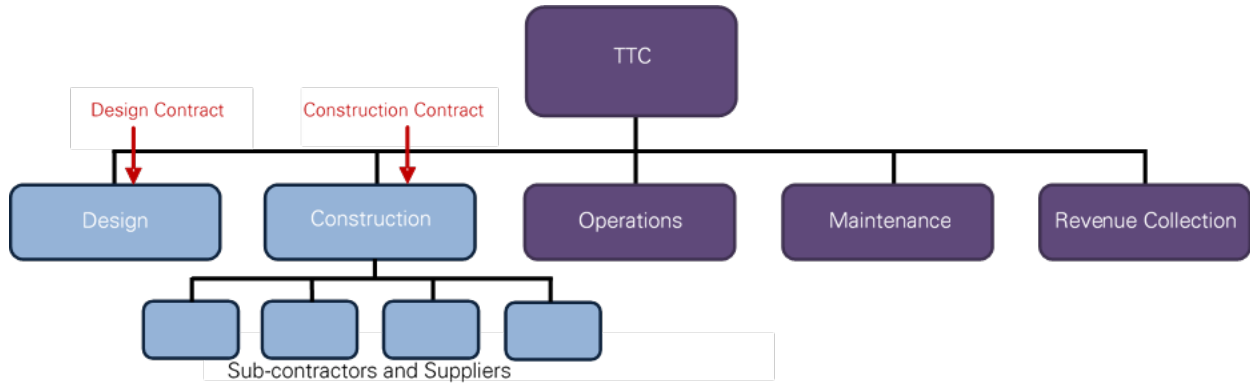 TTC
Design Contract
Construction Contract
Design
Construction
Operations
Maintenance
Revenue Collection
Sub-contractors and Suppliers